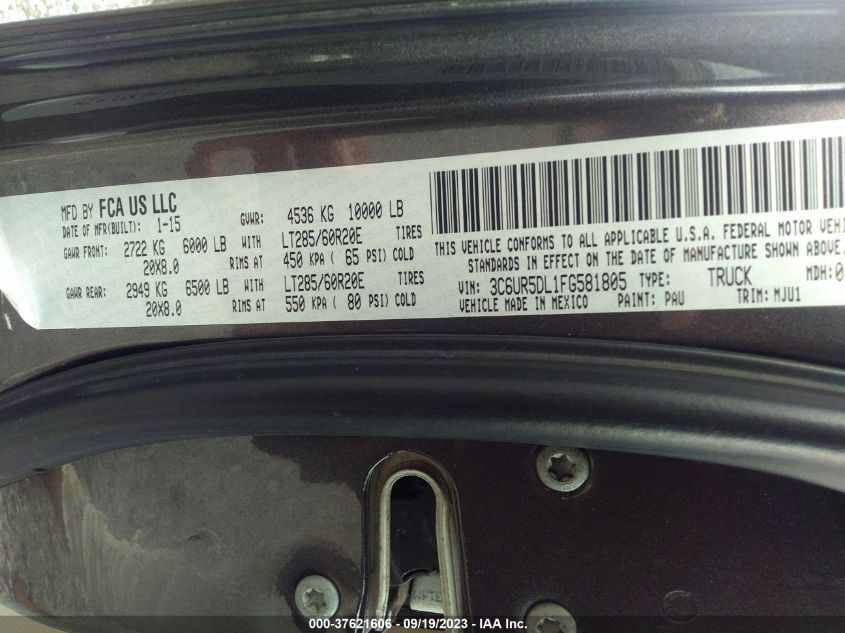 MFD BY FCA US LLC
DATE OF MFR(BUILT): 1-15 GVWR: 4536 KG 10000 LB
GAWR FRONT: 2722 KG 6000 LB WITH LT285/60R20E TIRES
20X8.0 RIMS AT 450 KPA ( 65 PSI) COLD
GAWR REAR: 2949 KG 6500 LB WITH LT285/60R20E TIRES
20X8.0 RIMS AT 550 KPA ( 80 PSI) COLD
THIS VEHICLE CONFORMS TO ALL APPLICABLE U.S.A. FEDERAL MOTOR VEHI
STANDARDS IN EFFECT ON THE DATE OF MANUFACTURE SHOWN ABOVE.
VIN: 3C6UR5DL1FG581805 TYPE: TRUCK MDH:0
VEHICLE MADE IN MEXICO PAINT: PAU TRIM: MJU1
000-37621606 - 09/19/2023 - IAA Inc.